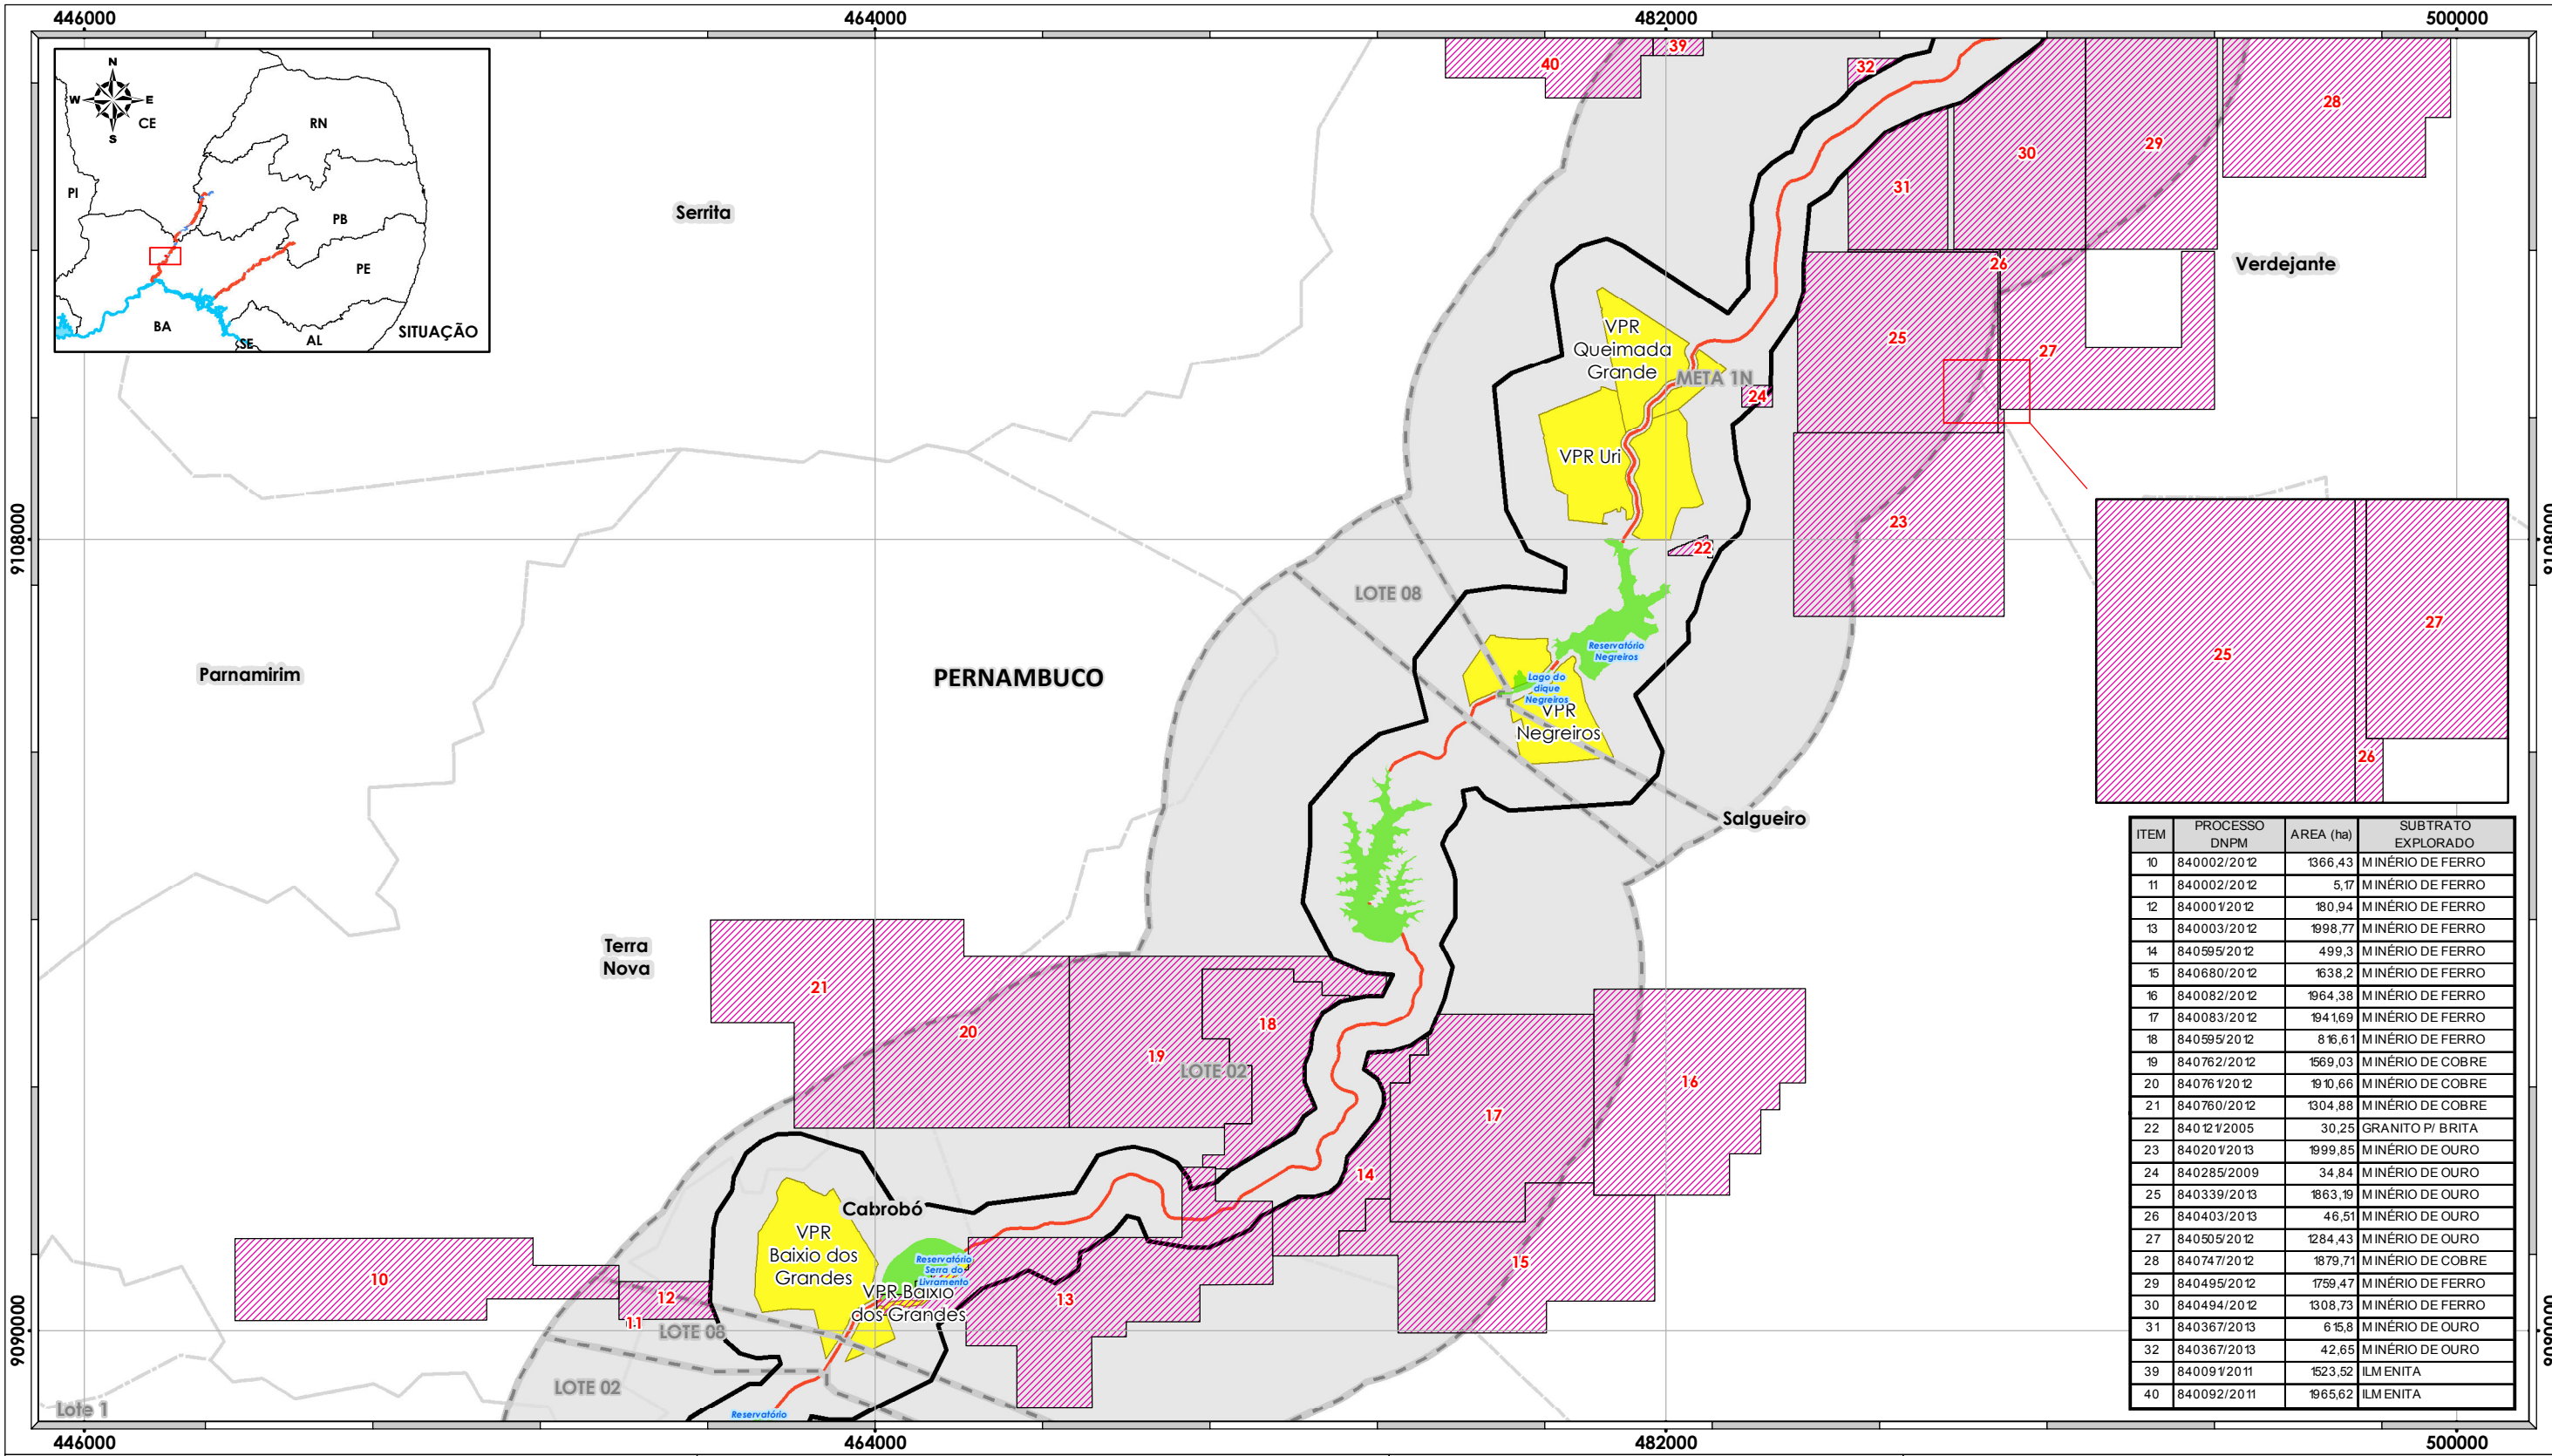 446000
464000
482000
500000
N
W
E
S
CE
RN
PI
PB
PE
BA
SE
AL
SITUAÇÃO
39
40
32
28
30
29
31
Serrita
Verdejante
26
25
27
VPR
Queimada
Grande
META 1N
24
VPR Uri
23
22
9108000
9108000
LOTE 08
Reservatório
Negreiros
Lago do
dique
Negreiros
VPR
Negreiros
Parnamirim
PERNAMBUCO
25
27
26
Salgueiro
Terra
Nova
21
20
19
18
LOTE 02
17
16
14
15
Cabrobó
VPR
Baixio dos
Grandes
Reservatório
Serra do
Livramento
VPR Baixio
dos Grandes
13
10
12
11
LOTE 08
LOTE 02
Lote 1
Reservatório
9090000
9090000
ITEM PROCESSO DNPM AREA (ha) SUBTRATO EXPLORADO
10 840002/2012 1366,43 MINÉRIO DE FERRO
11 840002/2012 5,17 MINÉRIO DE FERRO
12 840001/2012 180,94 MINÉRIO DE FERRO
13 840003/2012 1998,77 MINÉRIO DE FERRO
14 840595/2012 499,3 MINÉRIO DE FERRO
15 840680/2012 1638,2 MINÉRIO DE FERRO
16 840082/2012 1964,38 MINÉRIO DE FERRO
17 840083/2012 1941,69 MINÉRIO DE FERRO
18 840595/2012 816,61 MINÉRIO DE FERRO
19 840762/2012 1569,03 MINÉRIO DE COBRE
20 840761/2012 1910,66 MINÉRIO DE COBRE
21 840760/2012 1304,88 MINÉRIO DE COBRE
22 840121/2005 30,25 GRANITO P/ BRITA
23 840201/2013 1999,85 MINÉRIO DE OURO
24 840285/2009 34,84 MINÉRIO DE OURO
25 840339/2013 1863,19 MINÉRIO DE OURO
26 840403/2013 46,51 MINÉRIO DE OURO
27 840505/2012 1284,43 MINÉRIO DE OURO
28 840747/2012 1879,71 MINÉRIO DE COBRE
29 840495/2012 1759,47 MINÉRIO DE FERRO
30 840494/2012 1308,73 MINÉRIO DE FERRO
31 840367/2013 615,8 MINÉRIO DE OURO
32 840367/2013 42,65 MINÉRIO DE OURO
39 840091/2011 1523,52 ILMENITA
40 840092/2011 1965,62 ILMENITA
446000
464000
482000
500000